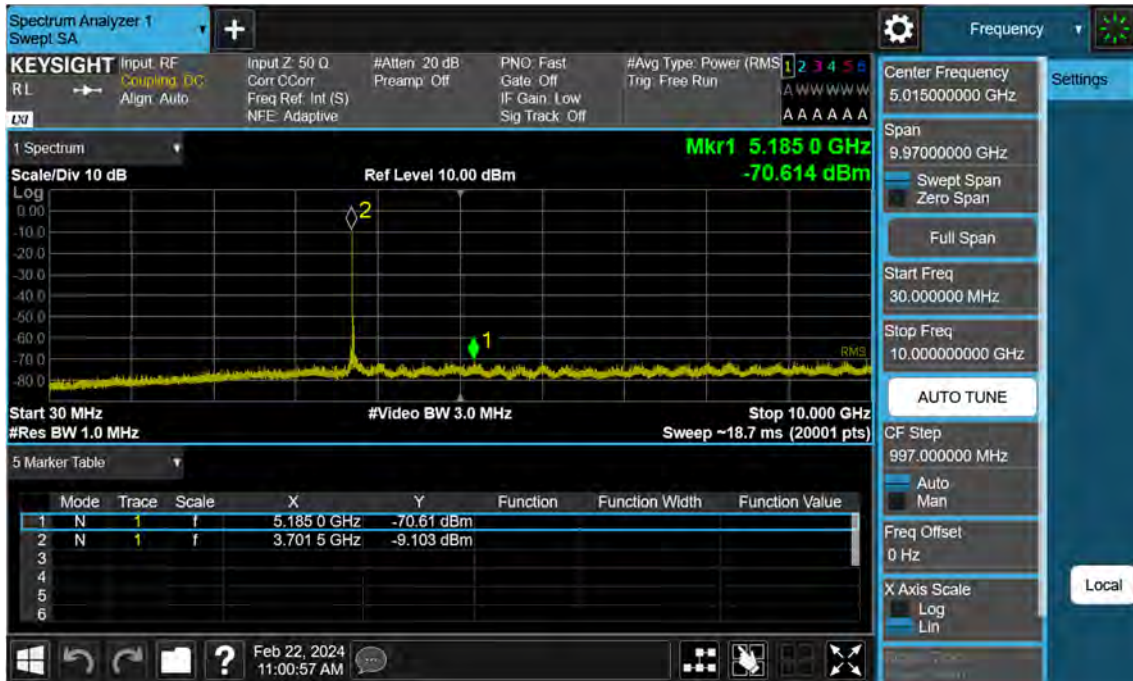 Spectrum Analyzer 1
Swept SA
Frequency
KEYSIGHT
RL
LXI
Input: RF
Coupling: DC
Align: Auto
Input Z: 50 Ω
Corr CCorr
Freq Ref: Int (S)
NFE: Adaptive
#Atten: 20 dB
Preamp: Off
PNO: Fast
Gate: Off
IF Gain: Low
Sig Track: Off
#Avg Type: Power (RMS
Trig: Free Run
1 2 3 4 5 6
A W W W W W
A A A A A A
Center Frequency
5.015000000 GHz
Settings
1 Spectrum
Mkr1 5.185 0 GHz
Scale/Div 10 dB
Ref Level 10.00 dBm
-70.614 dBm
Span
9.97000000 GHz
Swept Span
Zero Span
Full Span
Start Freq
30.000000 MHz
Stop Freq
10.000000000 GHz
AUTO TUNE
CF Step
997.000000 MHz
Auto
Man
Freq Offset
0 Hz
X Axis Scale
Log
Lin
Local
Log
0.00
-10.0
-20.0
-30.0
-40.0
-50.0
-60.0
-70.0
-80.0
2
1
RMS
Start 30 MHz
#Video BW 3.0 MHz
Stop 10.000 GHz
#Res BW 1.0 MHz
Sweep ~18.7 ms (20001 pts)
5 Marker Table
Mode Trace Scale X Y Function Function Width Function Value
1 N 1 f 5.185 0 GHz -70.61 dBm
2 N 1 f 3.701 5 GHz -9.103 dBm
3
4
5
6
?
Feb 22, 2024
11:00:57 AM